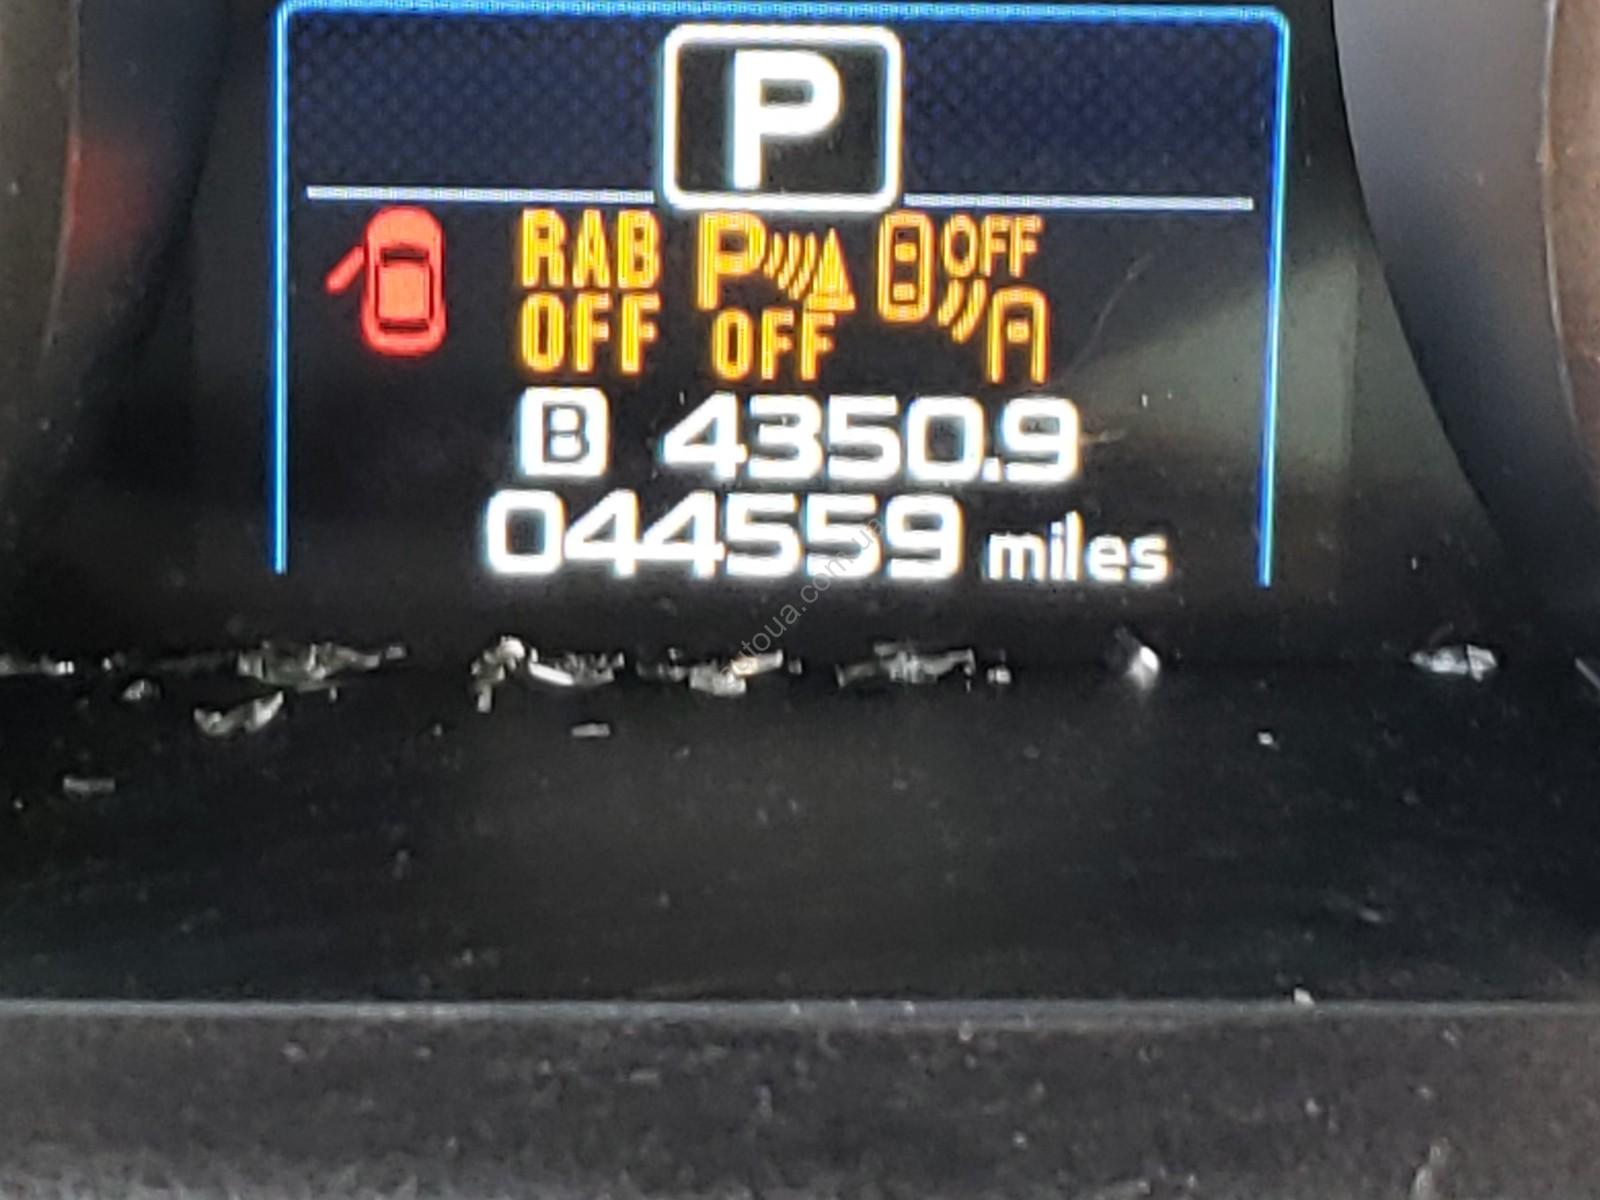 P
RAB P OFF
OFF OFF
B 4350.9
044559 miles